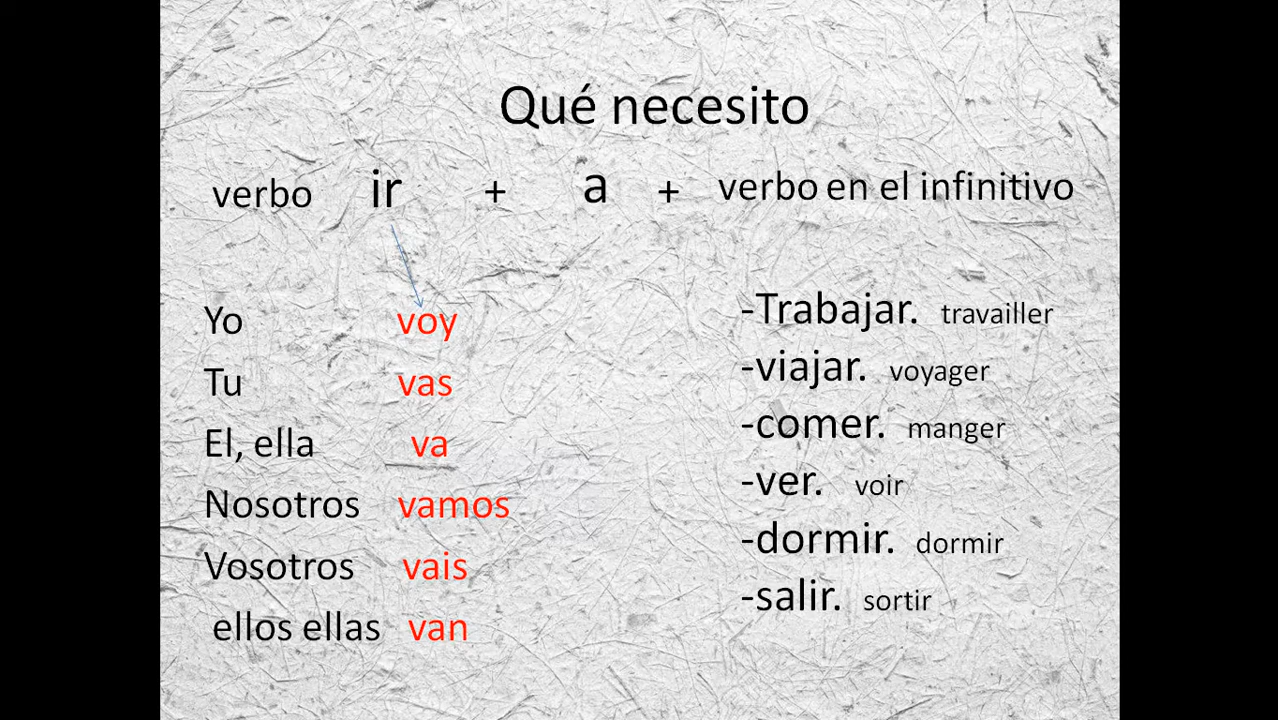 Qué necesito
verbo ir + a + verbo en el infinitivo
Yo voy
Tu vas
El, ella va
Nosotros vamos
Vosotros vais
ellos ellas van
-Trabajar. travailler
-viajar. voyager
-comer. manger
-ver. voir
-dormir. dormir
-salir. sortir